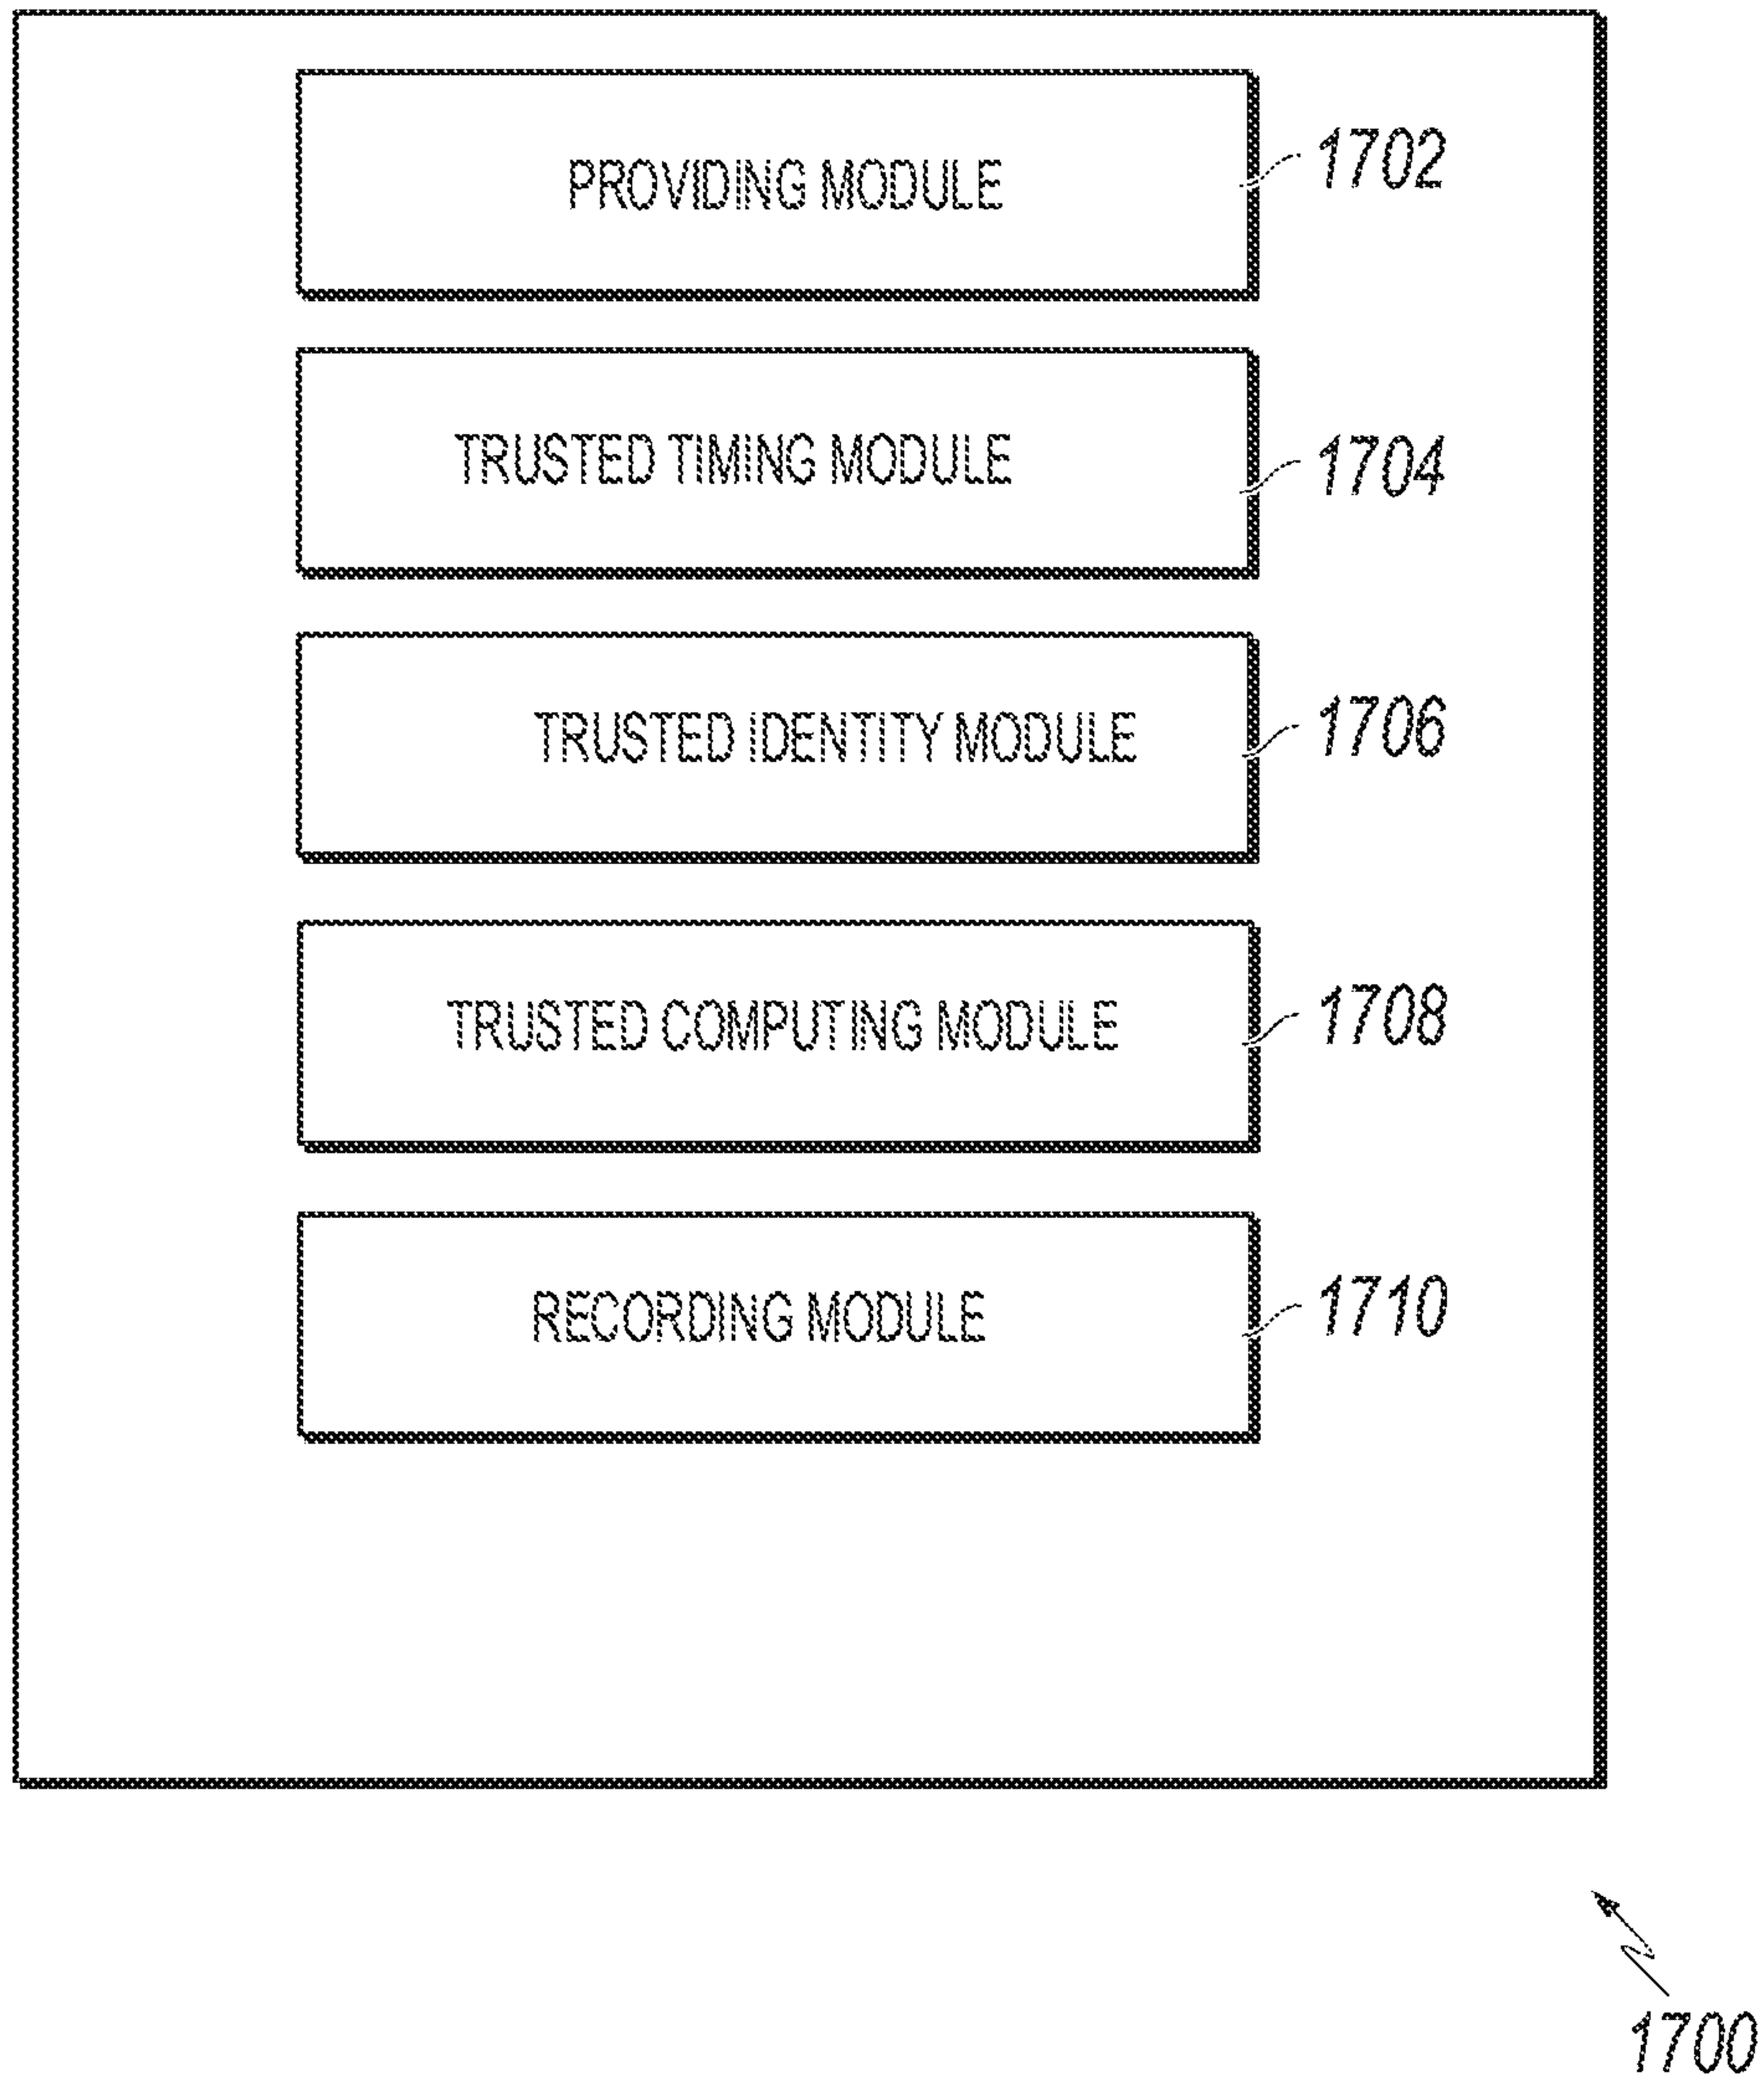 PROVIDING MODULE 1702
TRUSTED TIMING MODULE 1704
TRUSTED IDENTITY MODULE 1706
TRUSTED COMPUTING MODULE 1708
RECORDING MODULE 1710
1700